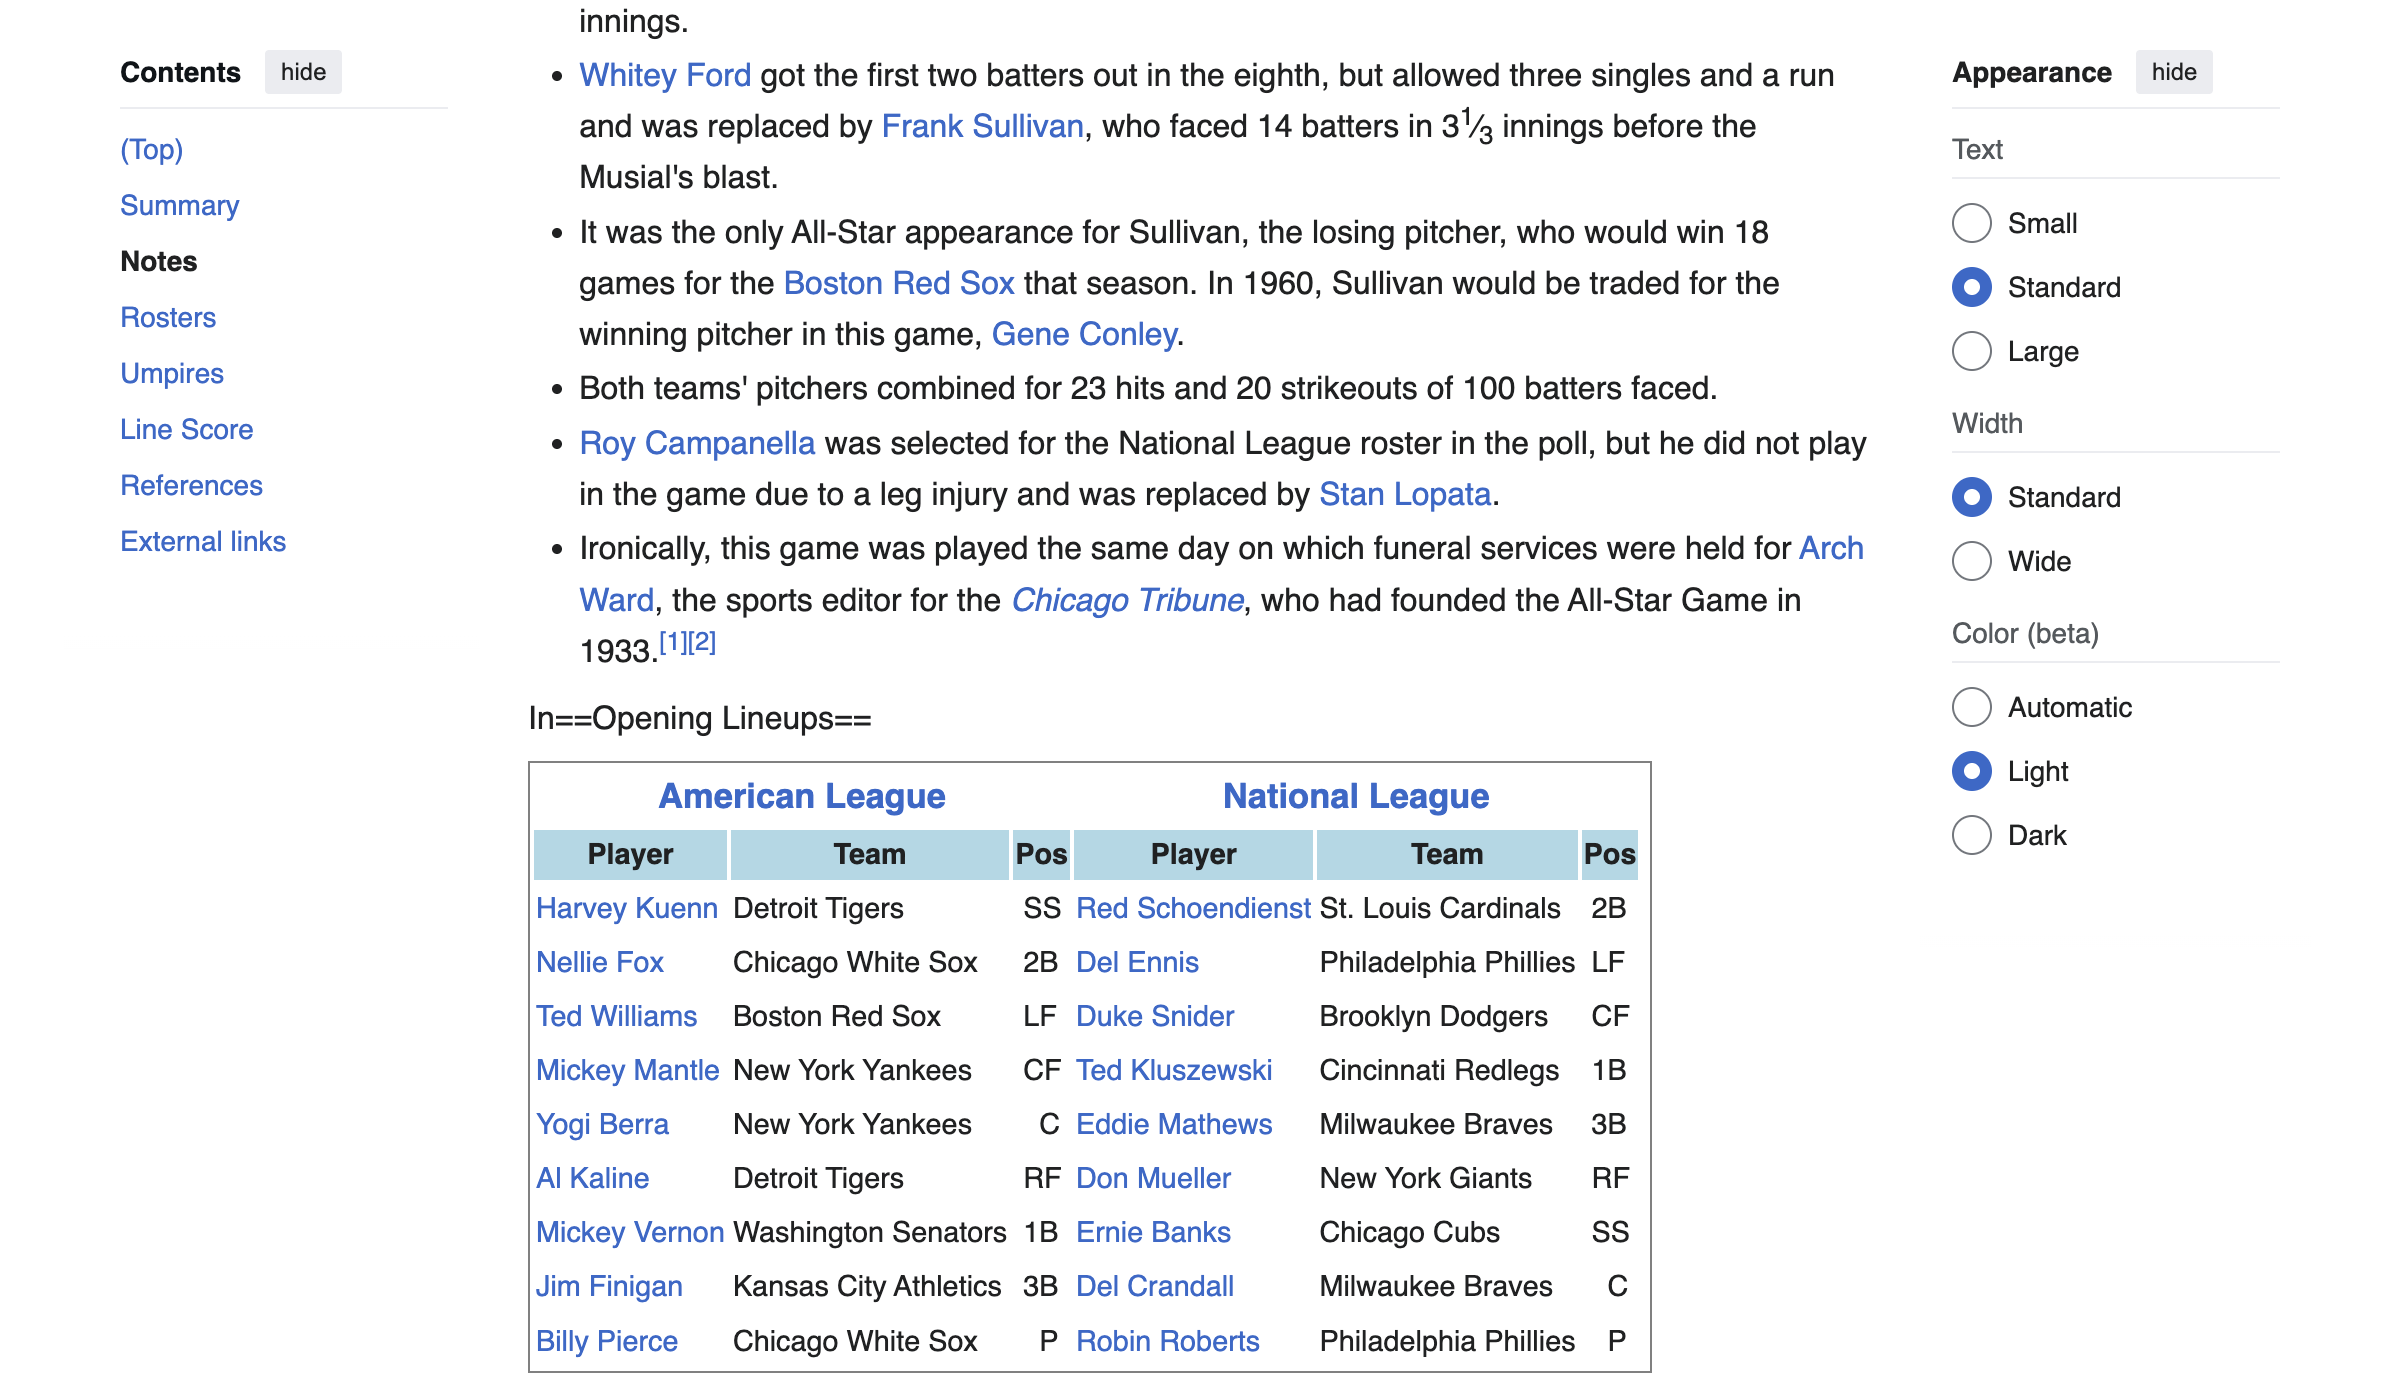 Contents hide
(Top)
Summary
Notes
Rosters
Umpires
Line Score
References
External links
innings.
• Whitey Ford got the first two batters out in the eighth, but allowed three singles and a run
and was replaced by Frank Sullivan, who faced 14 batters in 3 1⁄3 innings before the
Musial's blast.
• It was the only All-Star appearance for Sullivan, the losing pitcher, who would win 18
games for the Boston Red Sox that season. In 1960, Sullivan would be traded for the
winning pitcher in this game, Gene Conley.
• Both teams' pitchers combined for 23 hits and 20 strikeouts of 100 batters faced.
• Roy Campanella was selected for the National League roster in the poll, but he did not play
in the game due to a leg injury and was replaced by Stan Lopata.
• Ironically, this game was played the same day on which funeral services were held for Arch
Ward, the sports editor for the Chicago Tribune, who had founded the All-Star Game in
1933.[1][2]
In==Opening Lineups==
American League National League
Player Team Pos Player Team Pos
Harvey Kuenn Detroit Tigers SS Red Schoendienst St. Louis Cardinals 2B
Nellie Fox Chicago White Sox 2B Del Ennis Philadelphia Phillies LF
Ted Williams Boston Red Sox LF Duke Snider Brooklyn Dodgers CF
Mickey Mantle New York Yankees CF Ted Kluszewski Cincinnati Redlegs 1B
Yogi Berra New York Yankees C Eddie Mathews Milwaukee Braves 3B
Al Kaline Detroit Tigers RF Don Mueller New York Giants RF
Mickey Vernon Washington Senators 1B Ernie Banks Chicago Cubs SS
Jim Finigan Kansas City Athletics 3B Del Crandall Milwaukee Braves C
Billy Pierce Chicago White Sox P Robin Roberts Philadelphia Phillies P
Appearance hide
Text
Small
Standard
Large
Width
Standard
Wide
Color (beta)
Automatic
Light
Dark